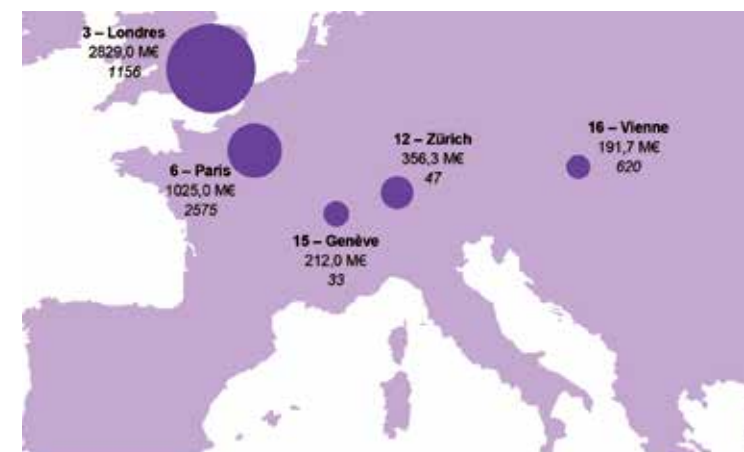 3 – Londres
2829,0 M€
1156
6 – Paris
1025,0 M€
2575
12 – Zürich
356,3 M€
47
16 – Vienne
191,7 M€
620
15 – Genève
212,0 M€
33